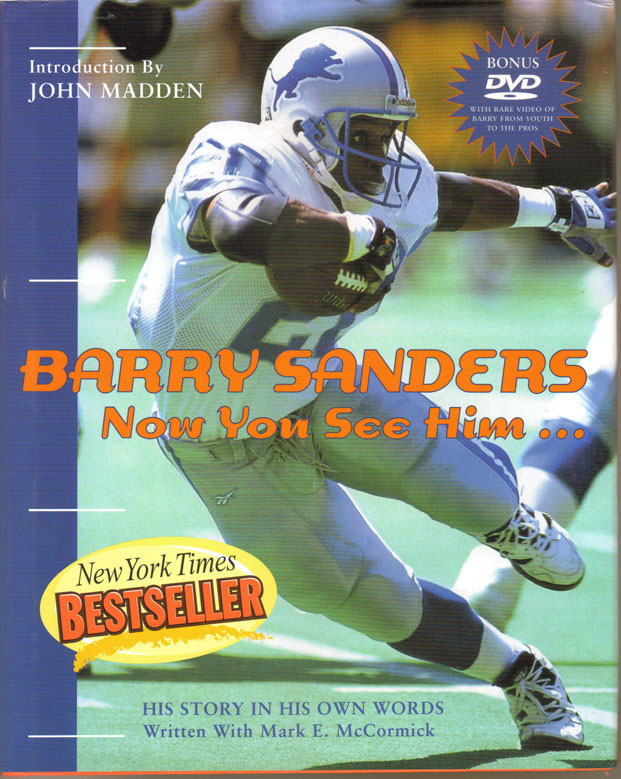 Introduction By
JOHN MADDEN
BONUS
DVD
WITH RARE VIDEO OF
BARRY FROM YOUTH
TO THE PROS
Riddell
BARRY SANDERS
Now You See Him ...
New York Times
BESTSELLER
HIS STORY IN HIS OWN WORDS
Written With Mark E. McCormick